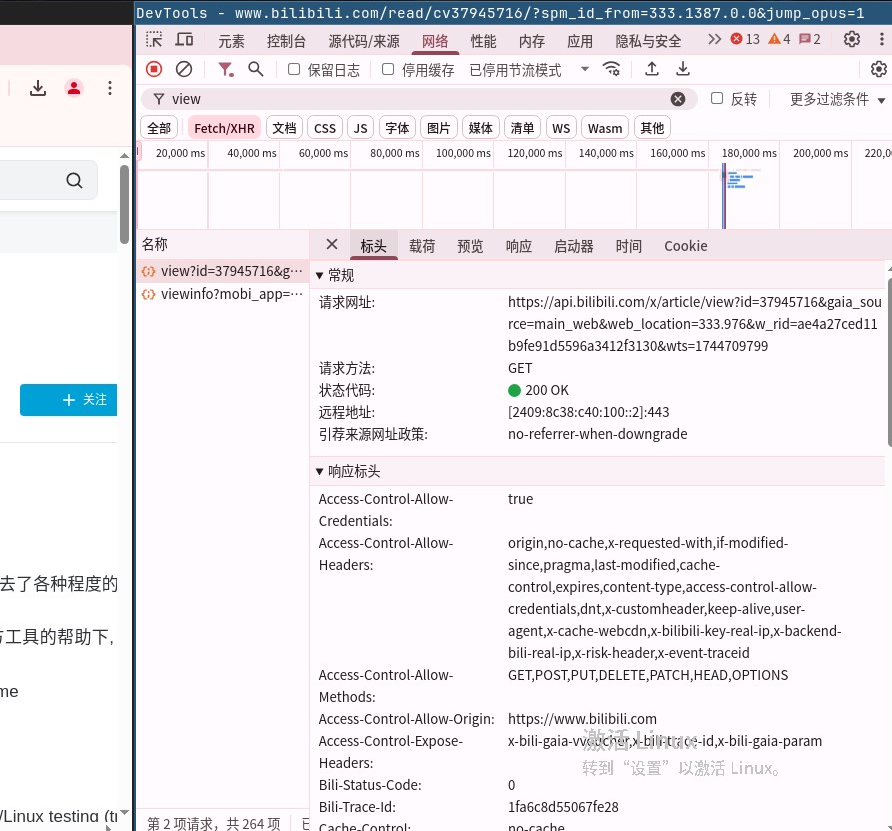 DevTools - www.bilibili.com/read/cv37945716/?spm_id_from=333.1387.0.0&jump_opus=1
元素 控制台 源代码/来源 网络 性能 内存 应用 隐私与安全 13 4 2
保留日志 停用缓存 已停用节流模式
view 反转 更多过滤条件
全部 Fetch/XHR 文档 CSS JS 字体 图片 媒体 清单 WS Wasm 其他
20,000 ms 40,000 ms 60,000 ms 80,000 ms 100,000 ms 120,000 ms 140,000 ms 160,000 ms 180,000 ms 200,000 ms 220,0
名称
view?id=37945716&g…
viewinfo?mobi_app=…
标头 载荷 预览 响应 启动器 时间 Cookie
常规
请求网址: https://api.bilibili.com/x/article/view?id=37945716&gaia_sou
rce=main_web&web_location=333.976&w_rid=ae4a27ced11
b9fe91d5596a3412f3130&wts=1744709799
请求方法: GET
状态代码: 200 OK
远程地址: [2409:8c38:c40:100::2]:443
引荐来源网址政策: no-referrer-when-downgrade
响应标头
Access-Control-Allow-
Credentials:
true
Access-Control-Allow-
Headers:
origin,no-cache,x-requested-with,if-modified-
since,pragma,last-modified,cache-
control,expires,content-type,access-control-allow-
credentials,dnt,x-customheader,keep-alive,user-
agent,x-cache-webcdn,x-bilibili-key-real-ip,x-backend-
bili-real-ip,x-risk-header,x-event-traceid
Access-Control-Allow-
Methods:
GET,POST,PUT,DELETE,PATCH,HEAD,OPTIONS
Access-Control-Allow-Origin: https://www.bilibili.com
Access-Control-Expose-
Headers:
x-bili-gaia-vvoucher,x-bili-trace-id,x-bili-gaia-param
Bili-Status-Code: 0
Bili-Trace-Id: 1fa6c8d55067fe28
Cache-Control: no-cache
第 2 项请求，共 264 项
关注
去了各种程度的
工具的帮助下,
me
/Linux testing (tr
激活 Linux
转到“设置”以激活 Linux。